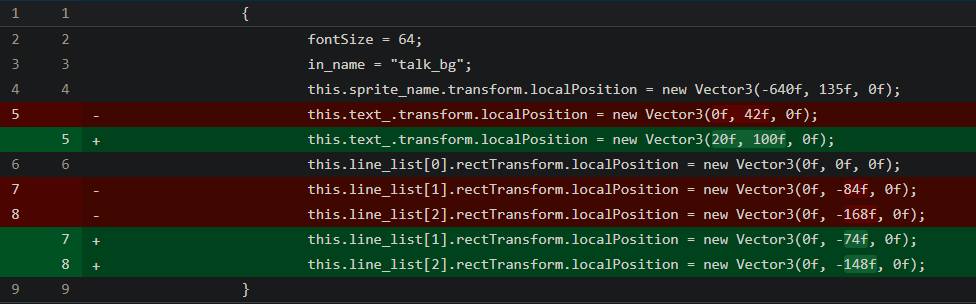 1 1 {
2 2 fontSize = 64;
3 3 in_name = "talk_bg";
4 4 this.sprite_name.transform.localPosition = new Vector3(-640f, 135f, 0f);
5 - this.text_.transform.localPosition = new Vector3(0f, 42f, 0f);
5 + this.text_.transform.localPosition = new Vector3(20f, 100f, 0f);
6 6 this.line_list[0].rectTransform.localPosition = new Vector3(0f, 0f, 0f);
7 - this.line_list[1].rectTransform.localPosition = new Vector3(0f, -84f, 0f);
8 - this.line_list[2].rectTransform.localPosition = new Vector3(0f, -168f, 0f);
7 + this.line_list[1].rectTransform.localPosition = new Vector3(0f, -74f, 0f);
8 + this.line_list[2].rectTransform.localPosition = new Vector3(0f, -148f, 0f);
9 9 }